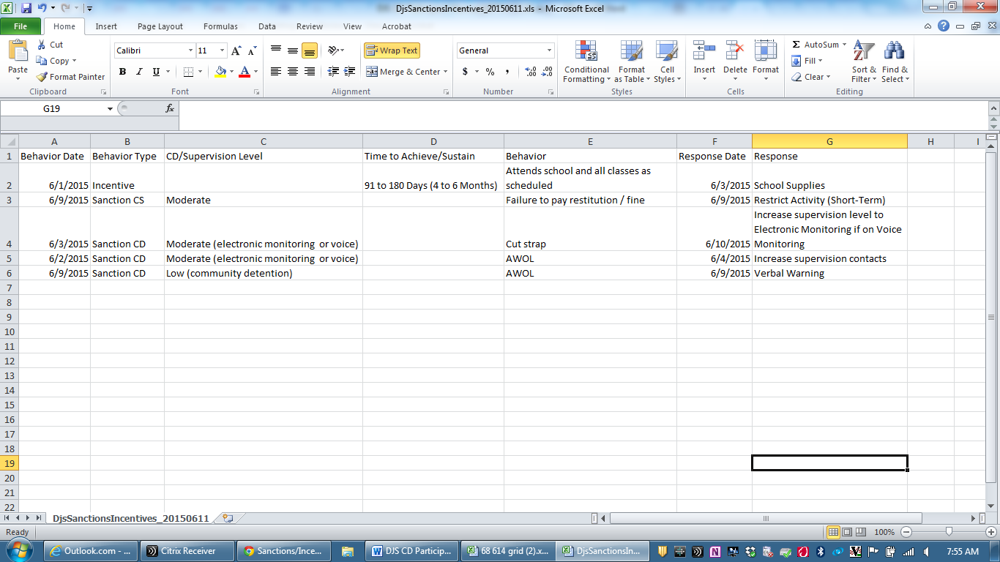 DjsSanctionsIncentives_20150611.xls - Microsoft Excel
File Home Insert Page Layout Formulas Data Review View Acrobat
Paste
Cut
Copy
Format Painter
Clipboard
Calibri 11
B I U
Font
Wrap Text
Merge & Center
Alignment
General
$ % ,
Number
Conditional Formatting
Format as Table
Cell Styles
Styles
Insert Delete Format
Cells
AutoSum
Fill
Clear
Sort & Filter
Find & Select
Editing
G19 fx
A B C D E F G H I
1 Behavior Date Behavior Type CD/Supervision Level Time to Achieve/Sustain Behavior Response Date Response
Attends school and all classes as
2 6/1/2015 Incentive 91 to 180 Days (4 to 6 Months) scheduled 6/3/2015 School Supplies
3 6/9/2015 Sanction CS Moderate Failure to pay restitution / fine 6/9/2015 Restrict Activity (Short-Term)
Increase supervision level to
Electronic Monitoring if on Voice
4 6/3/2015 Sanction CD Moderate (electronic monitoring or voice) Cut strap 6/10/2015 Monitoring
5 6/2/2015 Sanction CD Moderate (electronic monitoring or voice) AWOL 6/4/2015 Increase supervision contacts
6 6/9/2015 Sanction CD Low (community detention) AWOL 6/9/2015 Verbal Warning
7
8
9
10
11
12
13
14
15
16
17
18
19
20
21
22
DjsSanctionsIncentives_20150611
Ready 100%
Outlook.com - ... Citrix Receiver Sanctions/Ince... DJS CD Particip... 68 614 grid (2).x... DjsSanctionsIn... 7:55 AM